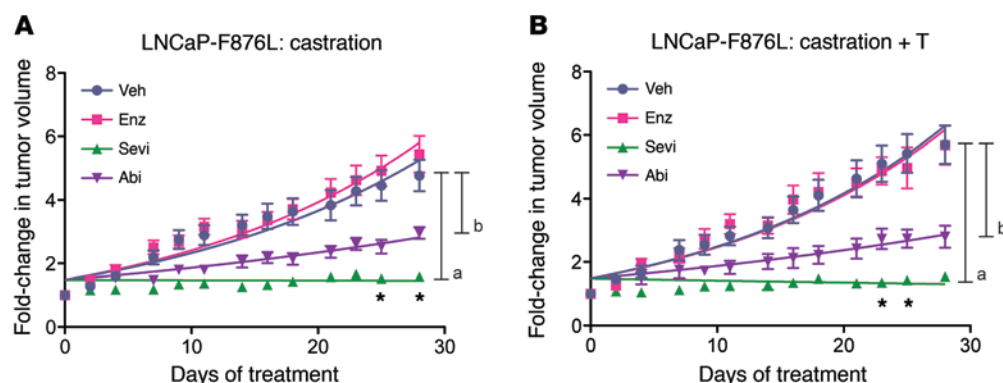 A
LNCaP-F876L: castration
Fold-change in tumor volume
8
6
4
2
0
Veh
Enz
Sevi
Abi
b
a
* *
0 10 20 30
Days of treatment
B
LNCaP-F876L: castration + T
Fold-change in tumor volume
8
6
4
2
0
Veh
Enz
Sevi
Abi
b
a
* *
0 10 20 30
Days of treatment